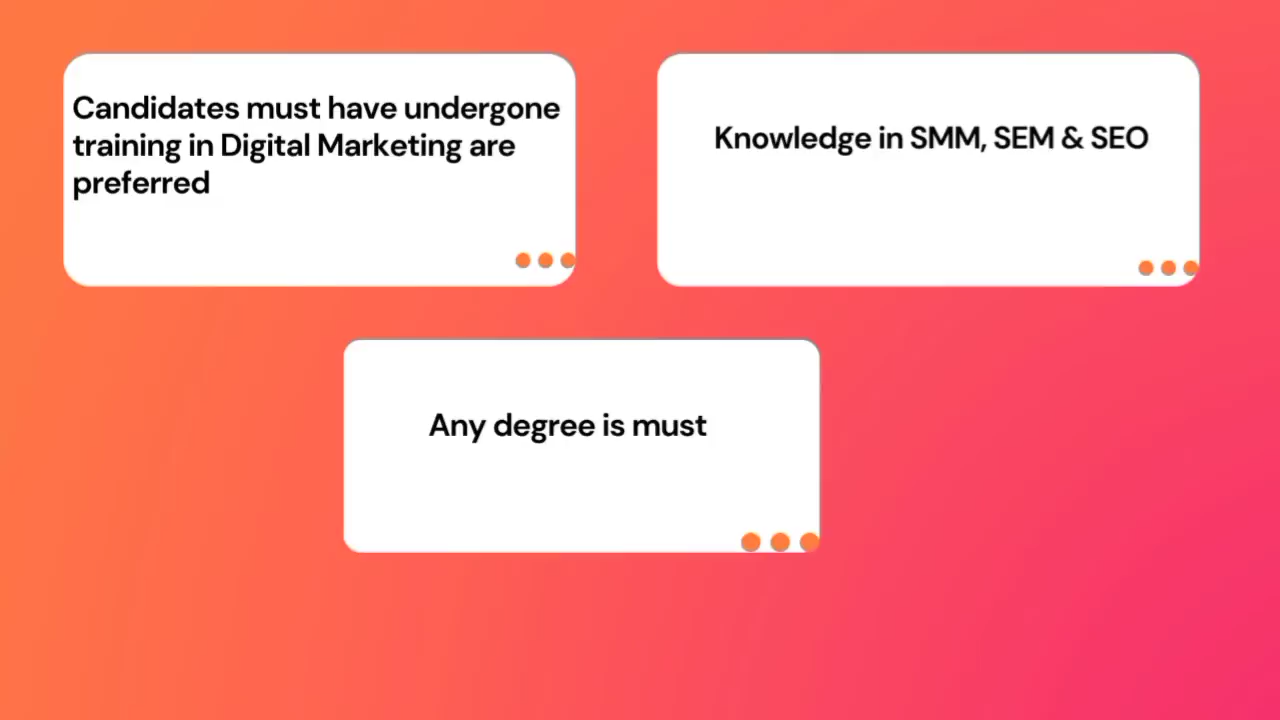 Candidates must have undergone
training in Digital Marketing are
preferred
Knowledge in SMM, SEM & SEO
Any degree is must